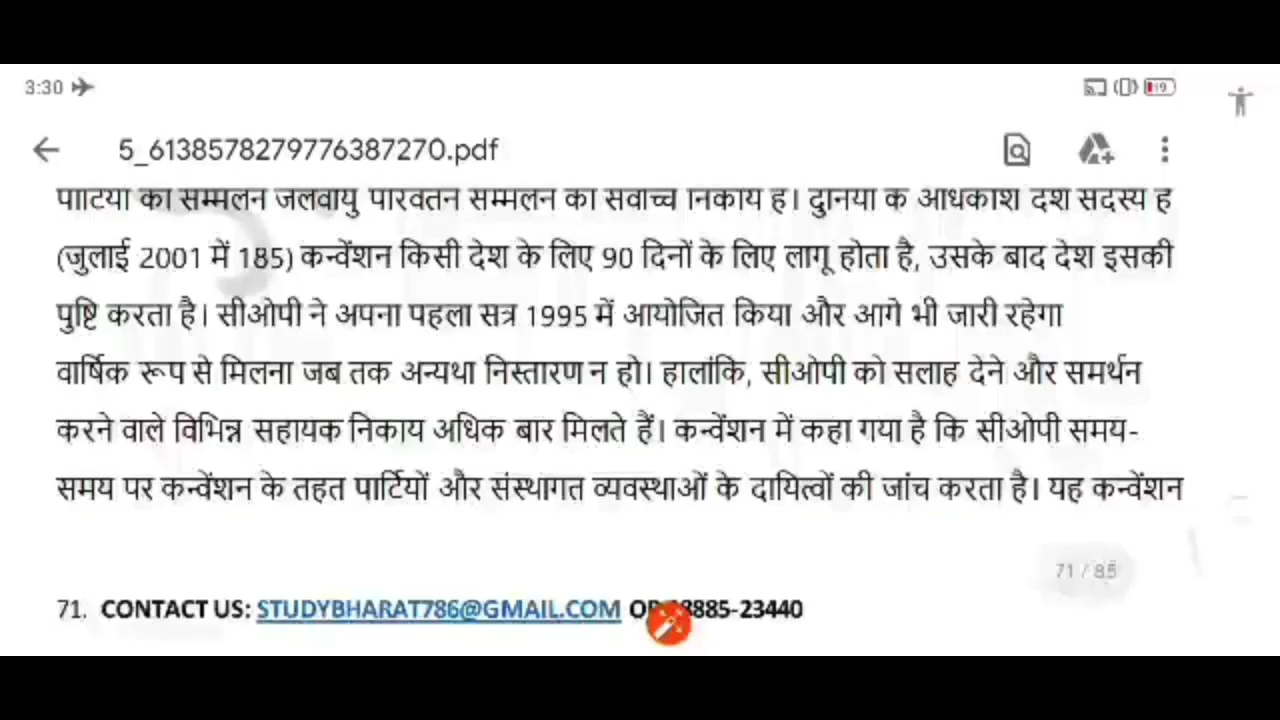 3:30
19
5_6138578279776387270.pdf
पार्टियों का सम्मेलन जलवायु परिवर्तन सम्मेलन का सर्वोच्च निकाय है। दुनिया के अधिकांश देश सदस्य हैं
(जुलाई 2001 में 185) कन्वेंशन किसी देश के लिए 90 दिनों के लिए लागू होता है, उसके बाद देश इसकी
पुष्टि करता है। सीओपी ने अपना पहला सत्र 1995 में आयोजित किया और आगे भी जारी रहेगा
वार्षिक रूप से मिलना जब तक अन्यथा निस्तारण न हो। हालांकि, सीओपी को सलाह देने और समर्थन
करने वाले विभिन्न सहायक निकाय अधिक बार मिलते हैं। कन्वेंशन में कहा गया है कि सीओपी समय-
समय पर कन्वेंशन के तहत पार्टियों और संस्थागत व्यवस्थाओं के दायित्वों की जांच करता है। यह कन्वेंशन
71 / 85
71. CONTACT US: STUDYBHARAT786@GMAIL.COM 8885-23440